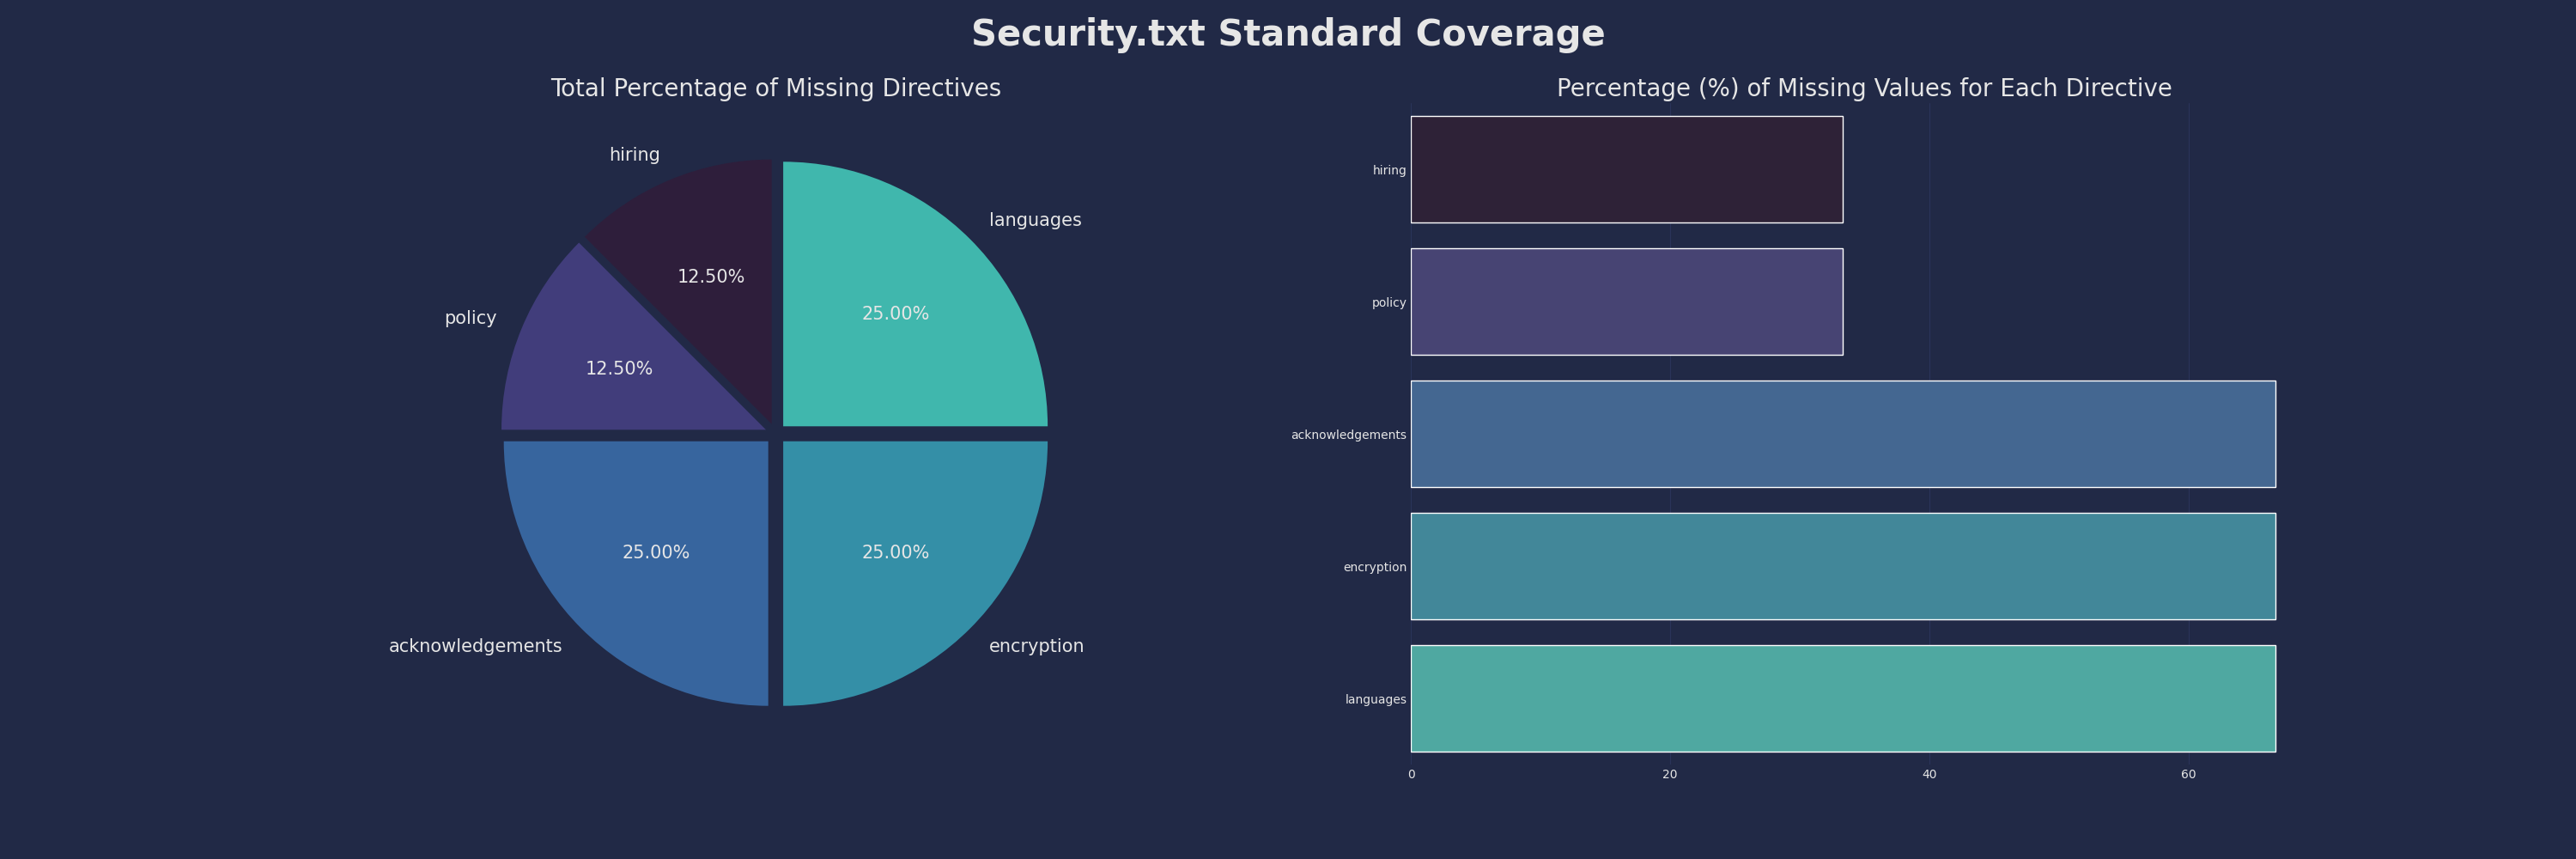 Security.txt Standard Coverage
Total Percentage of Missing Directives
hiring
languages
12.50%
25.00%
policy
12.50%
25.00%
25.00%
acknowledgements
encryption
Percentage (%) of Missing Values for Each Directive
hiring
policy
acknowledgements
encryption
languages
0 20 40 60